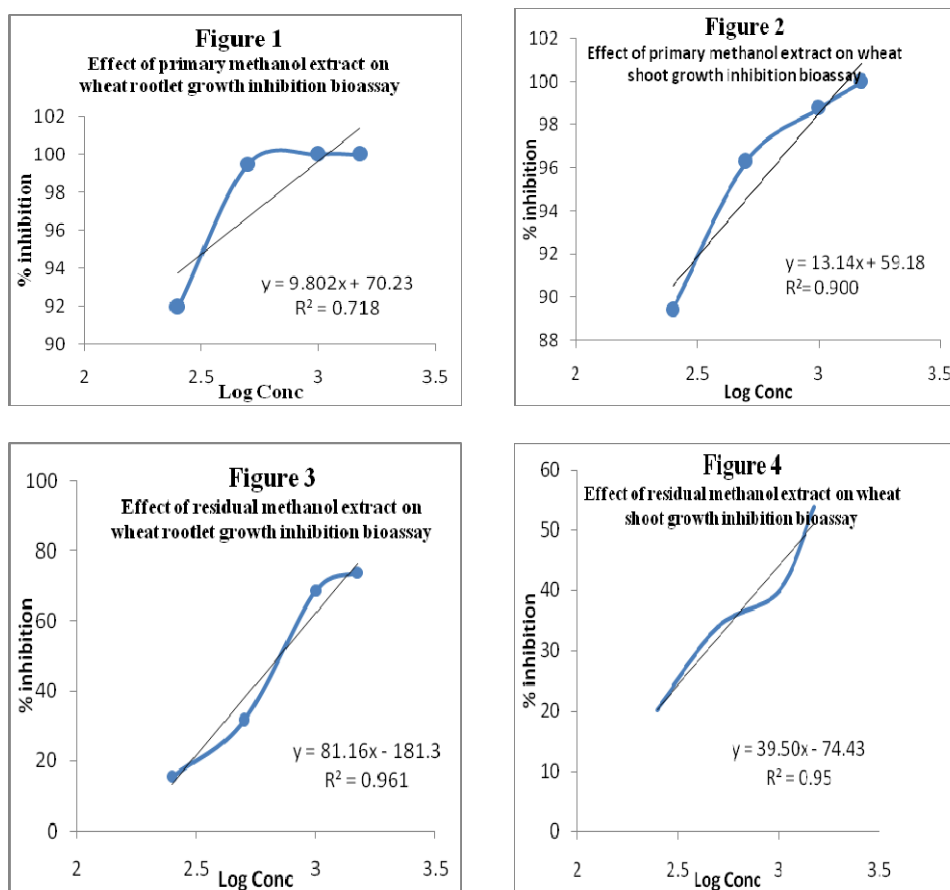 Figure 1
Effect of primary methanol extract on
wheat rootlet growth inhibition bioassay
102
100
98
96
94
92
90
% inhibition
y = 9.802x + 70.23
R² = 0.718
2
2.5
3
3.5
Log Conc
Figure 2
Effect of primary methanol extract on wheat
shoot growth inhibition bioassay
102
100
98
96
94
92
90
88
% inhibition
y = 13.14x + 59.18
R² = 0.900
2
2.5
3
3.5
Log Conc
Figure 3
Effect of residual methanol extract on
wheat rootlet growth inhibition bioassay
100
80
60
40
20
0
% inhibition
y = 81.16x - 181.3
R² = 0.961
2
2.5
3
3.5
Log Conc
Figure 4
Effect of residual methanol extract on wheat
shoot growth inhibition bioassay
60
50
40
30
20
10
0
% inhibition
y = 39.50x - 74.43
R² = 0.95
2
2.5
3
3.5
Log Conc